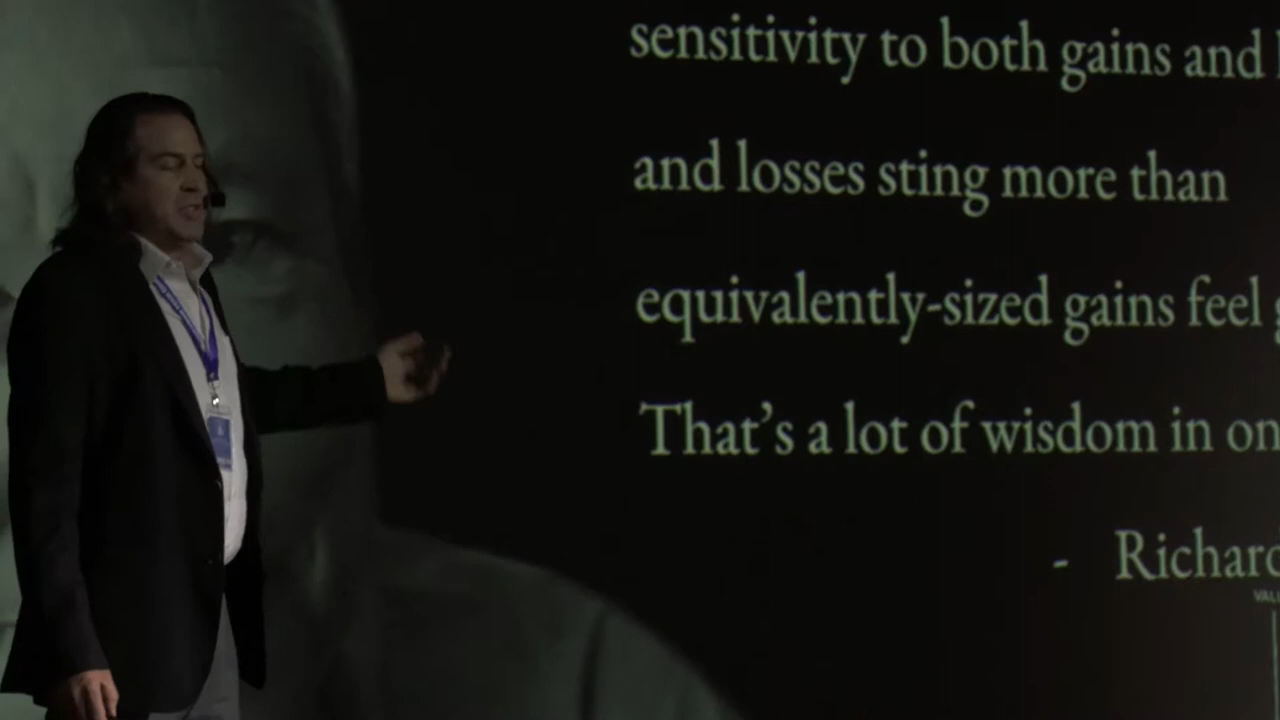 sensitivity to both gains and
and losses sting more than
equivalently-sized gains feel
That's a lot of wisdom in on
- Richard